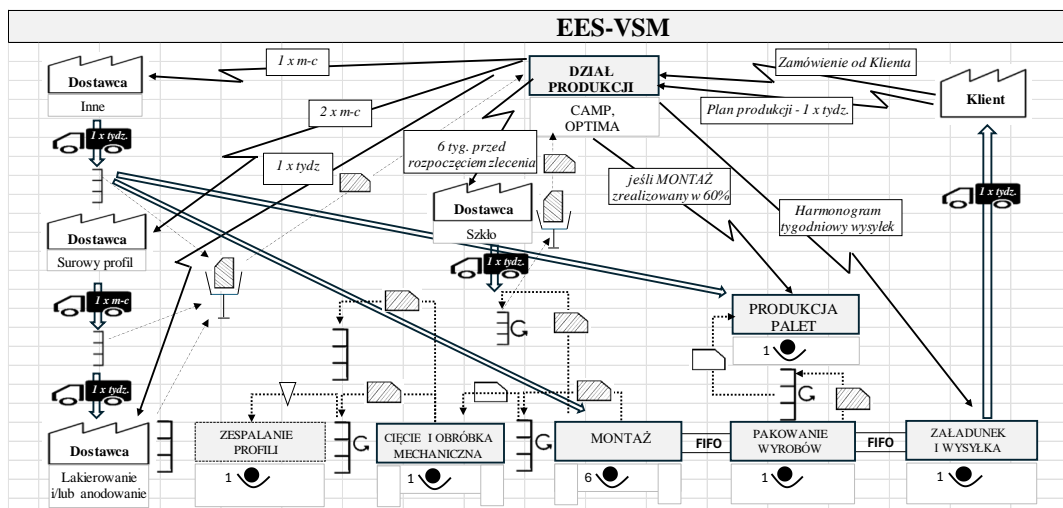 EES-VSM
Dostawca
Inne
1 x m-c
DZIAŁ
PRODUKCJI
CAMP,
OPTIMA
Zamówienie od Klienta
Plan produkcji - 1 x tydz.
Klient
1 x tydz.
2 x m-c
1 x tydz
6 tyg. przed
rozpoczęciem zlecenia
jeśli MONTAŻ
zrealizowany w 60%
1 x tydz.
Harmonogram
tygodniowy wysyłek
Dostawca
Szkło
1 x tydz.
Dostawca
Surowy profil
1 x m-c
PRODUKCJA
PALET
1
1 x tydz.
Dostawca
Lakierowanie
i/lub anodowanie
ZESPALANIE
PROFILI
1
CIĘCIE I OBRÓBKA
MECHANICZNA
1
MONTAŻ
6
FIFO
PAKOWANIE
WYROBÓW
1
FIFO
ZAŁADUNEK
I WYSYŁKA
1